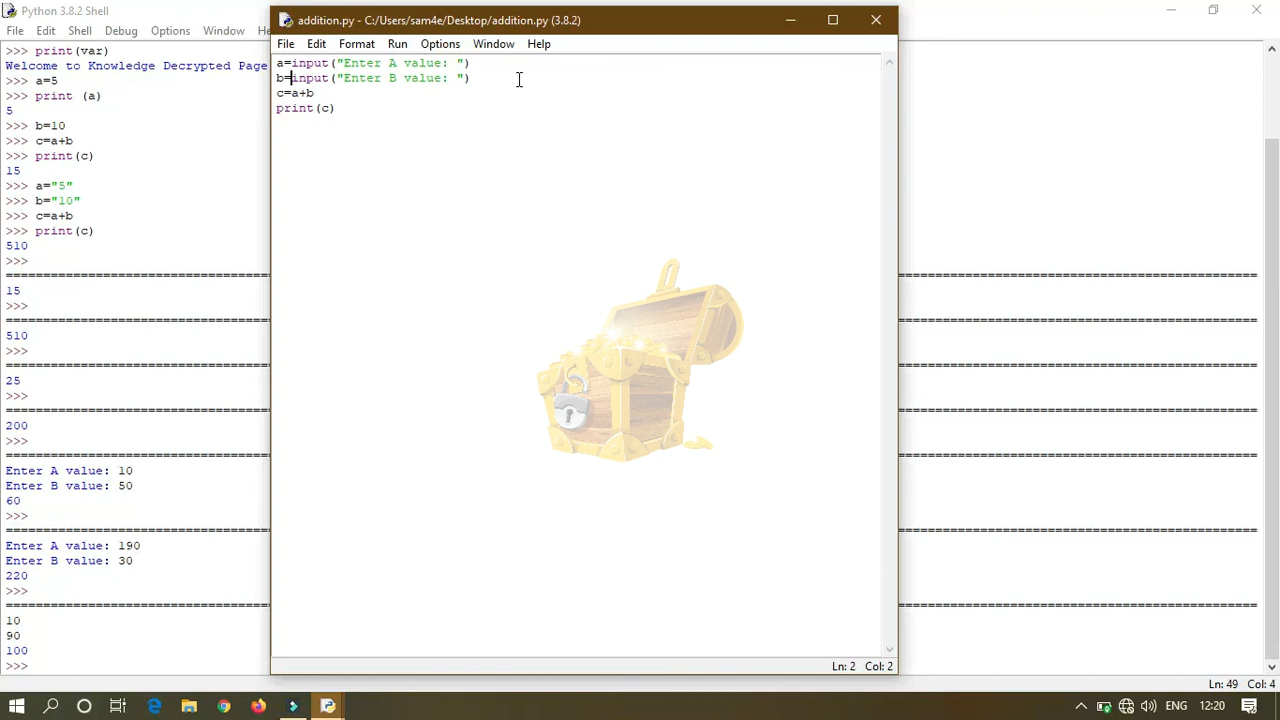 Python 3.8.2 Shell
File Edit Shell Debug Options Window He
>>> print(var)
Welcome to Knowledge Decrypted Page
>>> a=5
>>> print (a)
5
>>> b=10
>>> c=a+b
>>> print(c)
15
>>> a="5"
>>> b="10"
>>> c=a+b
>>> print(c)
510
>>>
15
>>>
510
>>>
25
>>>
200
>>>
Enter A value: 10
Enter B value: 50
60
>>>
Enter A value: 190
Enter B value: 30
220
>>>
10
90
100
>>>
Ln: 49 Col: 4
addition.py - C:/Users/sam4e/Desktop/addition.py (3.8.2)
File Edit Format Run Options Window Help
a=input("Enter A value: ")
b=input("Enter B value: ")
c=a+b
print(c)
Ln: 2 Col: 2
ENG 12:20